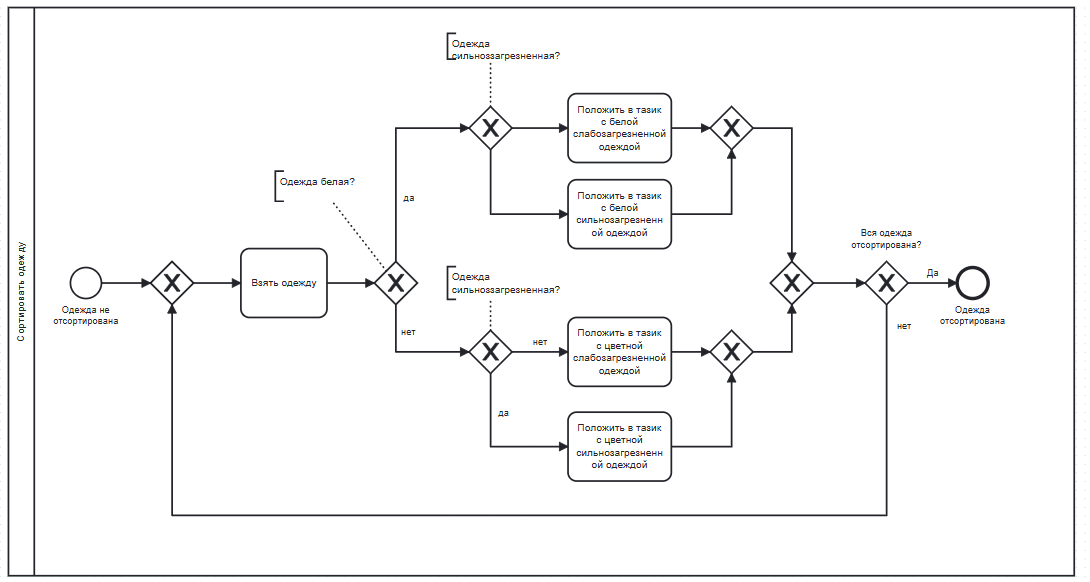 Сортировать одежду
Одежда не
отсортирована
Взять одежду
Одежда белая?
да
нет
Одежда
сильноззагрезненная?
Положить в тазик
с белой
слабозагрезненной
одеждой
Положить в тазик
с белой
сильнозагрезненн
ой одеждой
Одежда
сильноззагрезненная?
нет
да
Положить в тазик
с цветной
слабозагрезненной
одеждой
Положить в тазик
с цветной
сильнозагрезненн
ой одеждой
Вся одежда
отсортирована?
Да
нет
Одежда
отсортирована